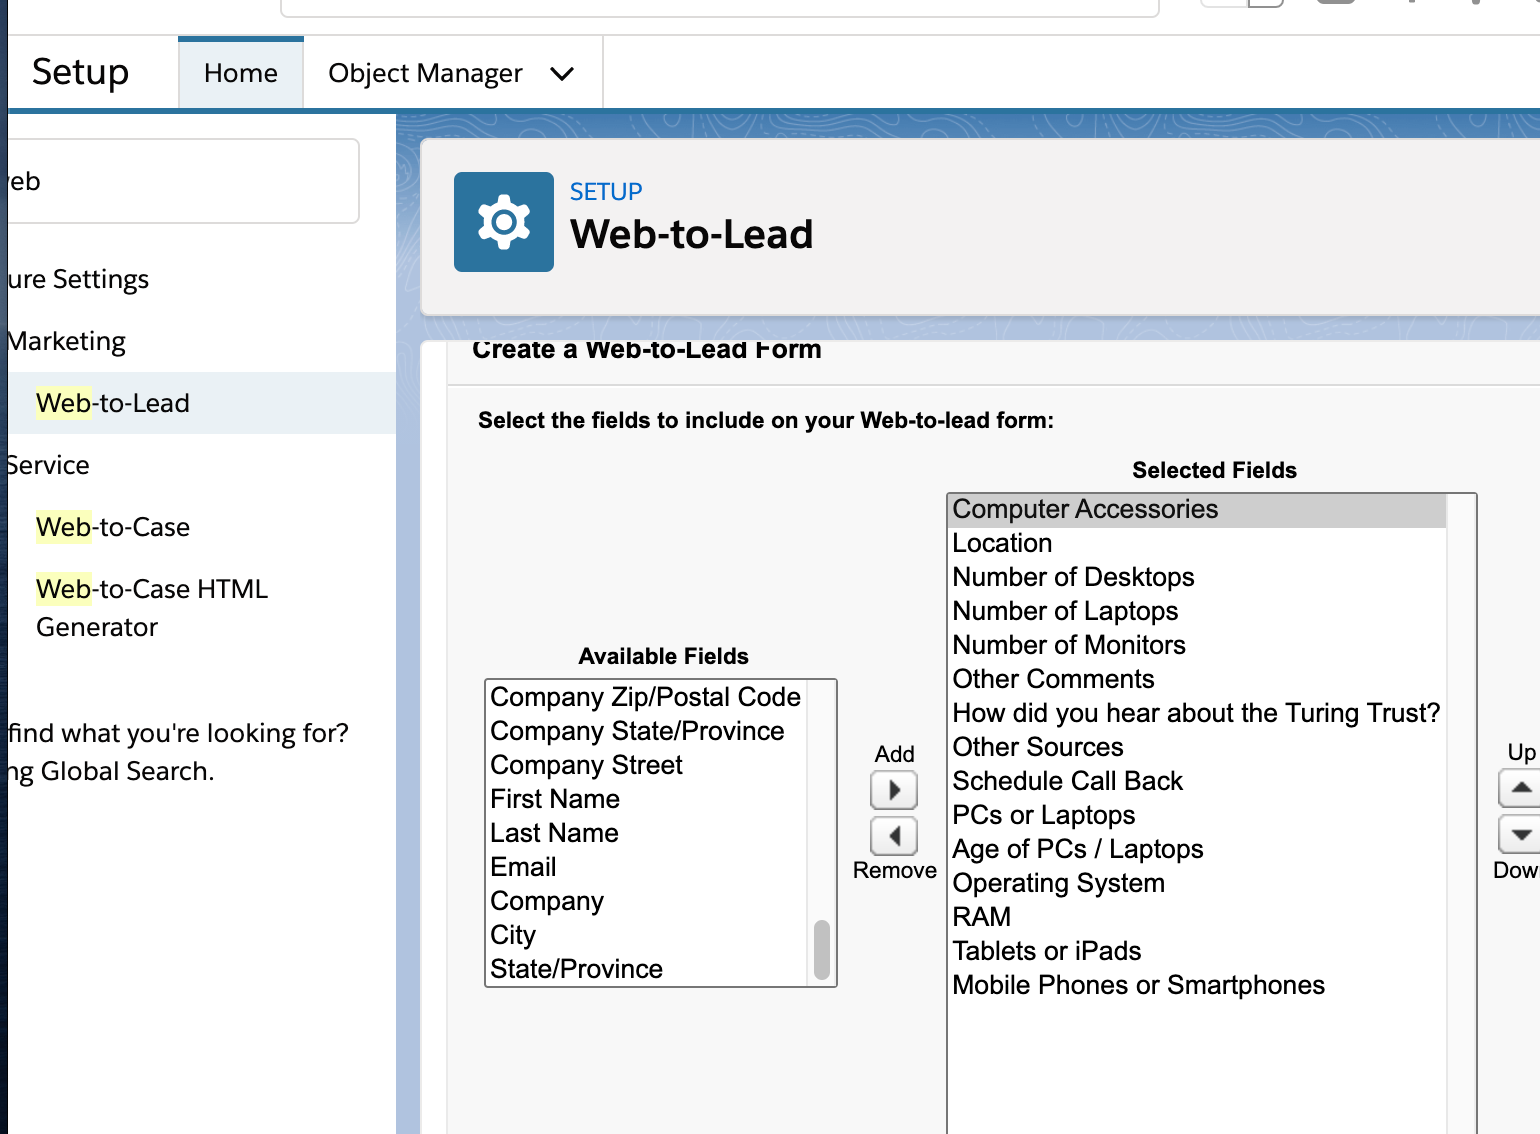 Setup
Home
Object Manager
eb
ure Settings
Marketing
Web-to-Lead
Service
Web-to-Case
Web-to-Case HTML
Generator
find what you're looking for?
ng Global Search.
SETUP
Web-to-Lead
Create a Web-to-Lead Form
Select the fields to include on your Web-to-lead form:
Available Fields
Company Zip/Postal Code
Company State/Province
Company Street
First Name
Last Name
Email
Company
City
State/Province
Add
Remove
Selected Fields
Computer Accessories
Location
Number of Desktops
Number of Laptops
Number of Monitors
Other Comments
How did you hear about the Turing Trust?
Other Sources
Schedule Call Back
PCs or Laptops
Age of PCs / Laptops
Operating System
RAM
Tablets or iPads
Mobile Phones or Smartphones
Up
Dow